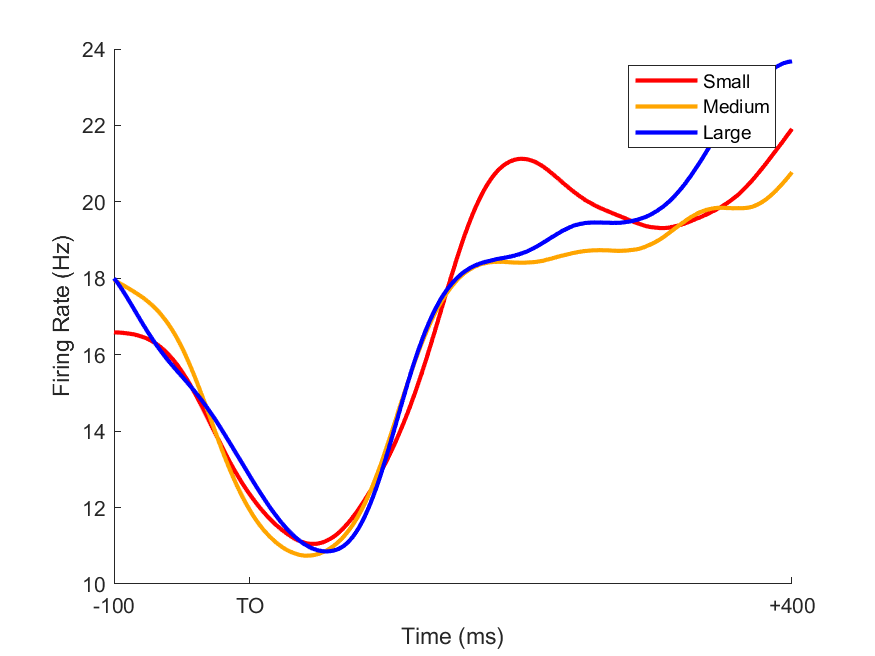 24
22
20
18
16
14
12
10
Firing Rate (Hz)
Small
Medium
Large
-100
TO
+400
Time (ms)